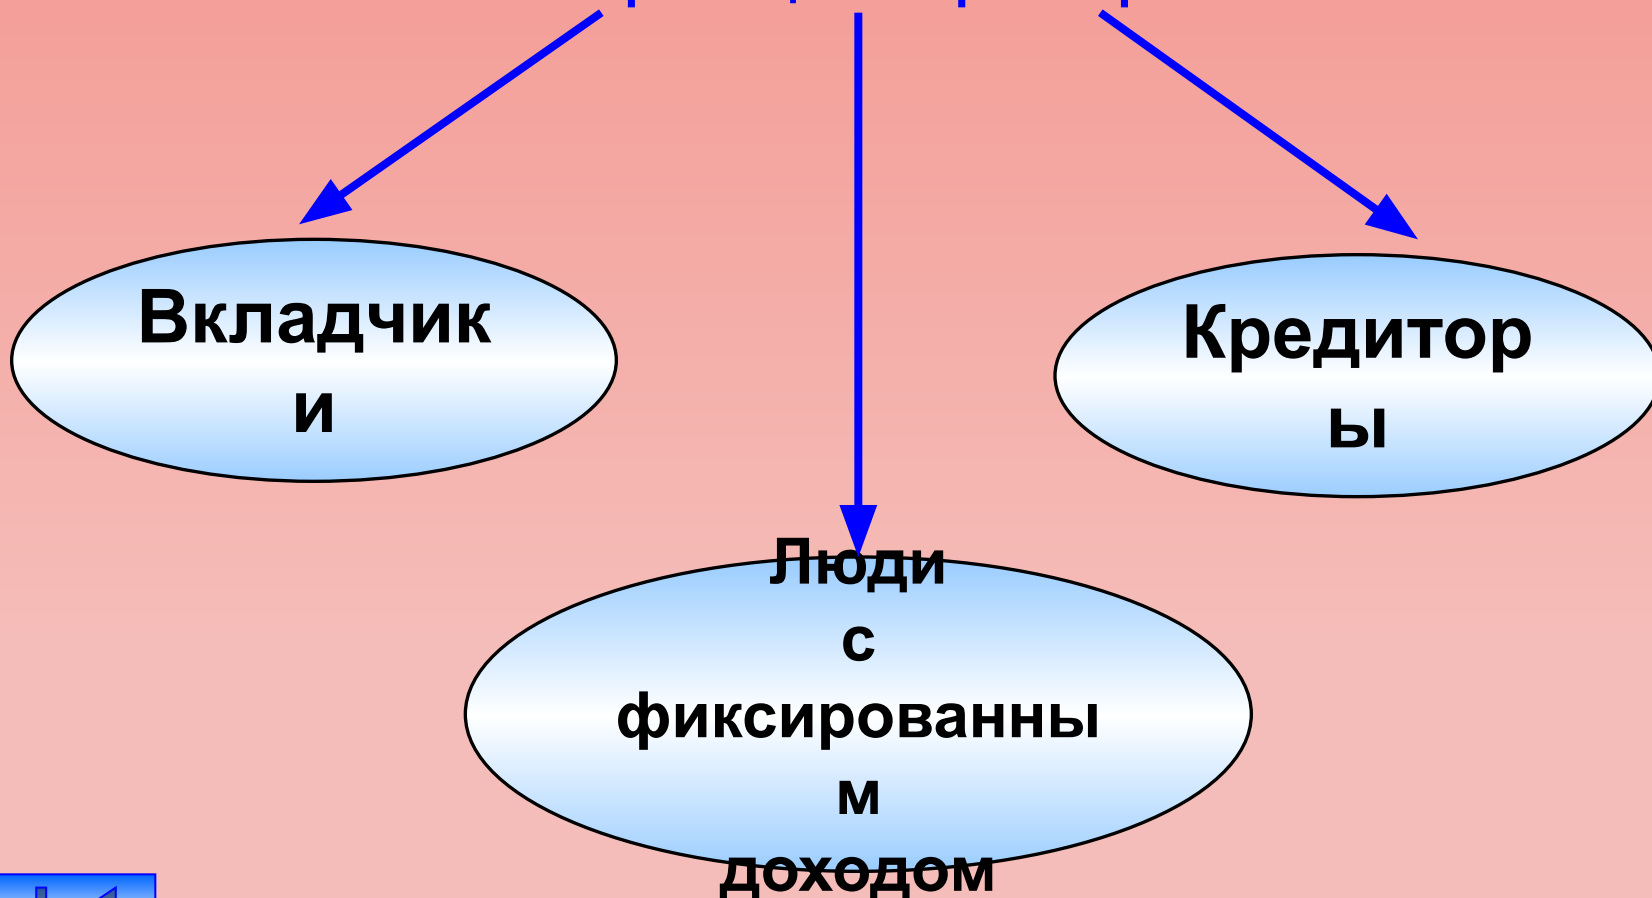 Вкладчик
и
Кредитор
ы
Люди
с
фиксированны
м
доходом